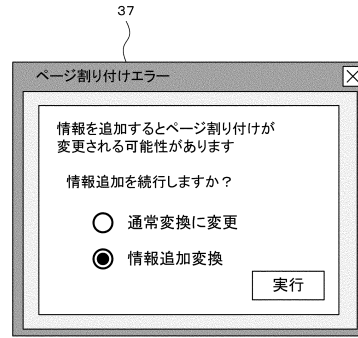 37
ページ割り付けエラー
情報を追加するとページ割り付けが
変更される可能性があります
情報追加を続行しますか？
通常変換に変更
情報追加変換
実行